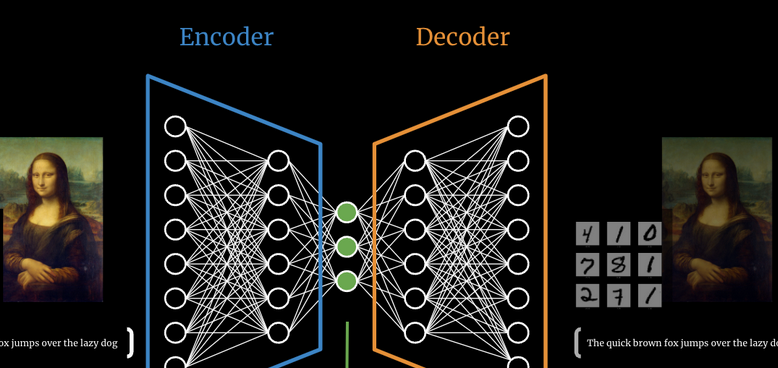 Encoder
Decoder
4 1 0
7 8 1
2 7 1
ox jumps over the lazy dog
The quick brown fox jumps over the lazy do